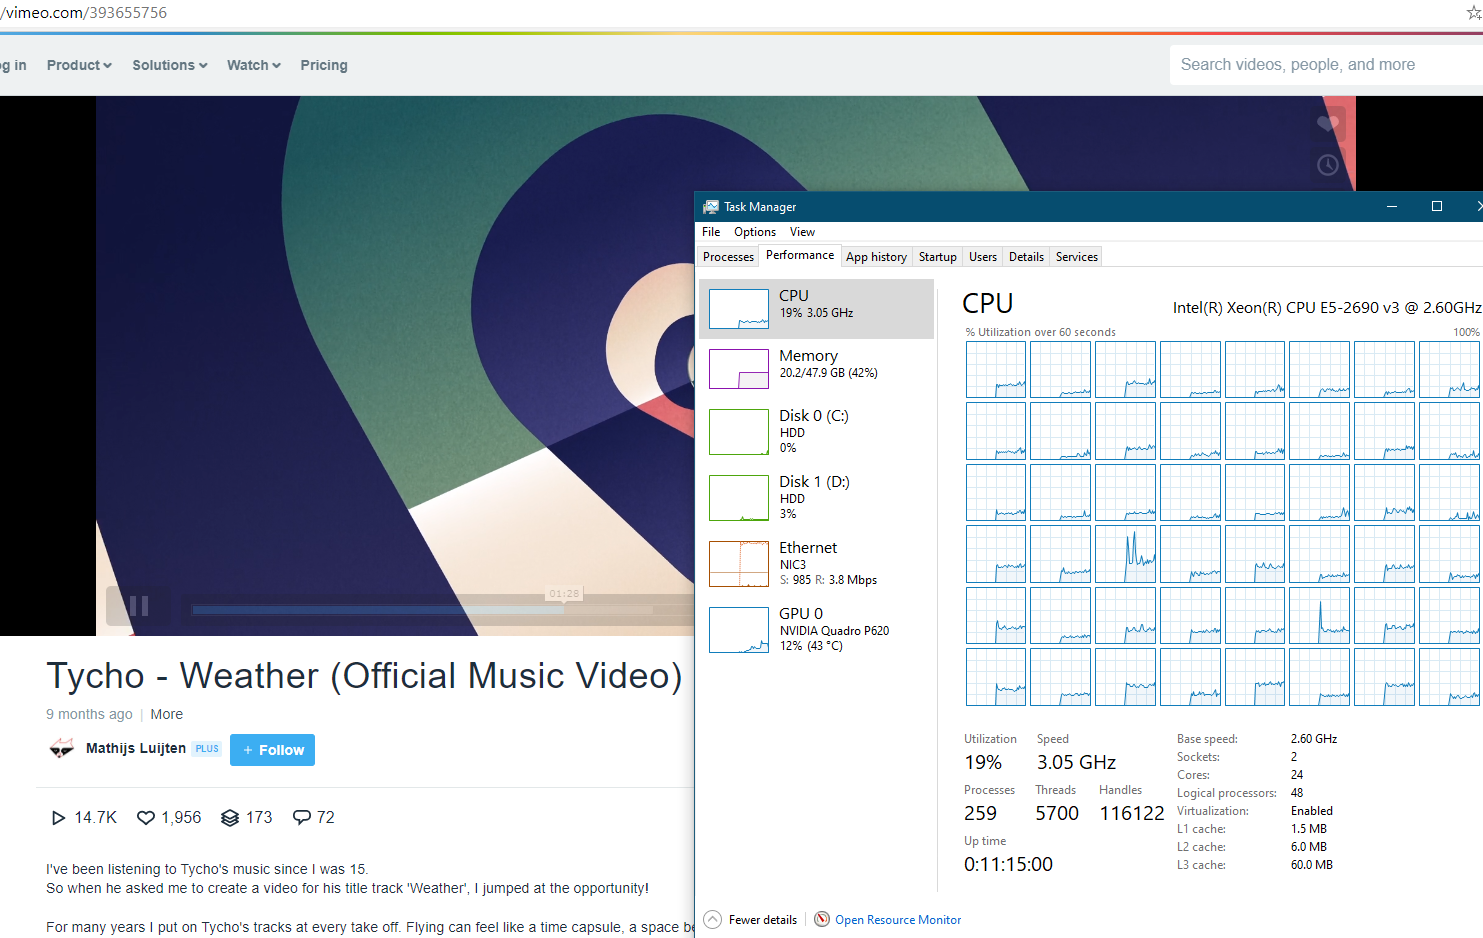 /vimeo.com/393655756
og in Product Solutions Watch Pricing
Search videos, people, and more
01:28
Tycho - Weather (Official Music Video)
9 months ago | More
Mathijs Luijten PLUS + Follow
14.7K 1,956 173 72
I've been listening to Tycho's music since I was 15.
So when he asked me to create a video for his title track 'Weather', I jumped at the opportunity!
For many years I put on Tycho's tracks at every take off. Flying can feel like a time capsule, a space be
Task Manager
File Options View
Processes Performance App history Startup Users Details Services
CPU
19% 3.05 GHz
Memory
20.2/47.9 GB (42%)
Disk 0 (C:)
HDD
0%
Disk 1 (D:)
HDD
3%
Ethernet
NIC3
S: 985 R: 3.8 Mbps
GPU 0
NVIDIA Quadro P620
12% (43 °C)
CPU Intel(R) Xeon(R) CPU E5-2690 v3 @ 2.60GHz
% Utilization over 60 seconds 100%
Utilization Speed
19% 3.05 GHz
Processes Threads Handles
259 5700 116122
Up time
0:11:15:00
Base speed: 2.60 GHz
Sockets: 2
Cores: 24
Logical processors: 48
Virtualization: Enabled
L1 cache: 1.5 MB
L2 cache: 6.0 MB
L3 cache: 60.0 MB
Fewer details | Open Resource Monitor